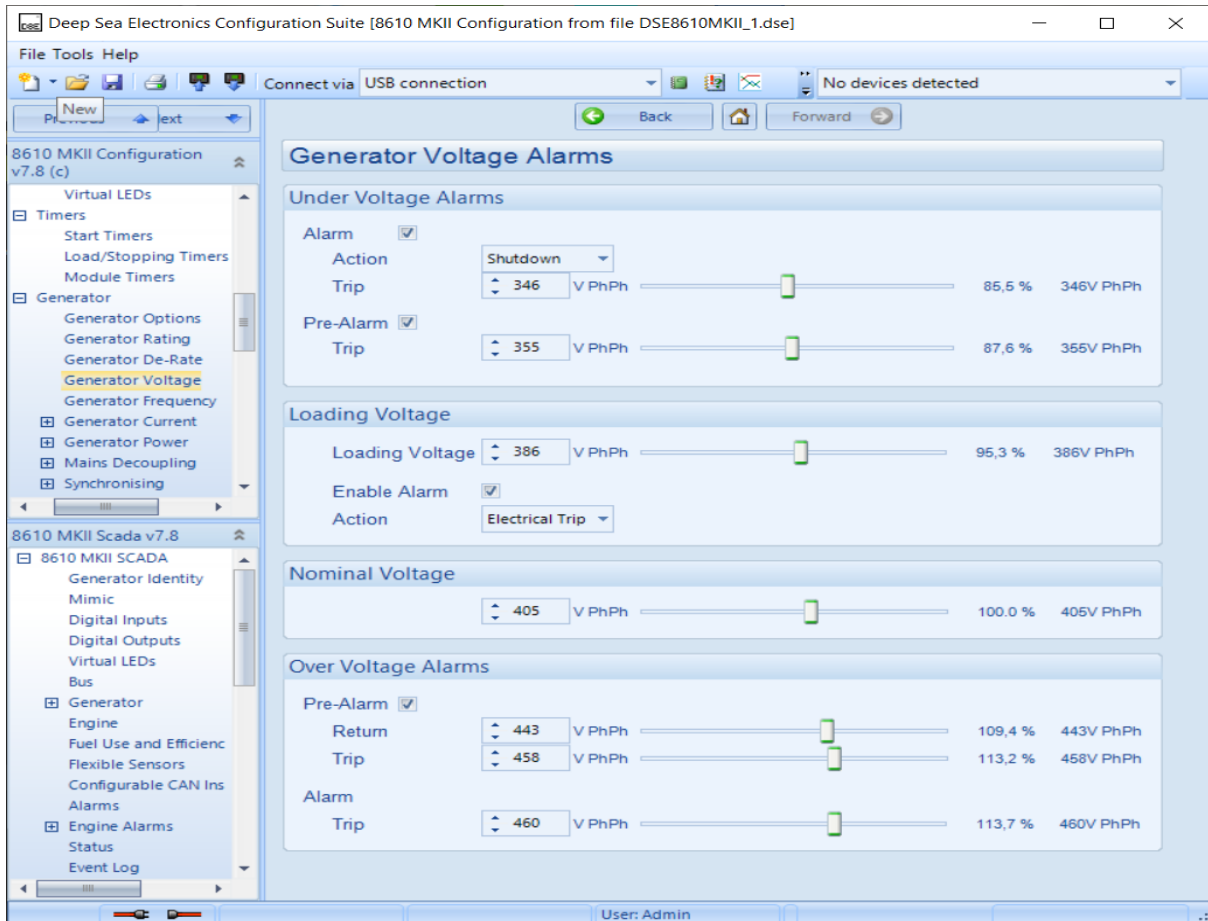 Deep Sea Electronics Configuration Suite [8610 MKII Configuration from file DSE8610MKII_1.dse]
File Tools Help
Connect via USB connection No devices detected
New
ext
Back Forward
8610 MKII Configuration
v7.8 (c)
Virtual LEDs
Timers
Start Timers
Load/Stopping Timers
Module Timers
Generator
Generator Options
Generator Rating
Generator De-Rate
Generator Voltage
Generator Frequency
Generator Current
Generator Power
Mains Decoupling
Synchronising
8610 MKII Scada v7.8
8610 MKII SCADA
Generator Identity
Mimic
Digital Inputs
Digital Outputs
Virtual LEDs
Bus
Generator
Engine
Fuel Use and Efficienc
Flexible Sensors
Configurable CAN Ins
Alarms
Engine Alarms
Status
Event Log
Generator Voltage Alarms
Under Voltage Alarms
Alarm
Action Shutdown
Trip 346 V PhPh 85,5 % 346V PhPh
Pre-Alarm
Trip 355 V PhPh 87,6 % 355V PhPh
Loading Voltage
Loading Voltage 386 V PhPh 95,3 % 386V PhPh
Enable Alarm
Action Electrical Trip
Nominal Voltage
405 V PhPh 100.0 % 405V PhPh
Over Voltage Alarms
Pre-Alarm
Return 443 V PhPh 109,4 % 443V PhPh
Trip 458 V PhPh 113,2 % 458V PhPh
Alarm
Trip 460 V PhPh 113,7 % 460V PhPh
User: Admin